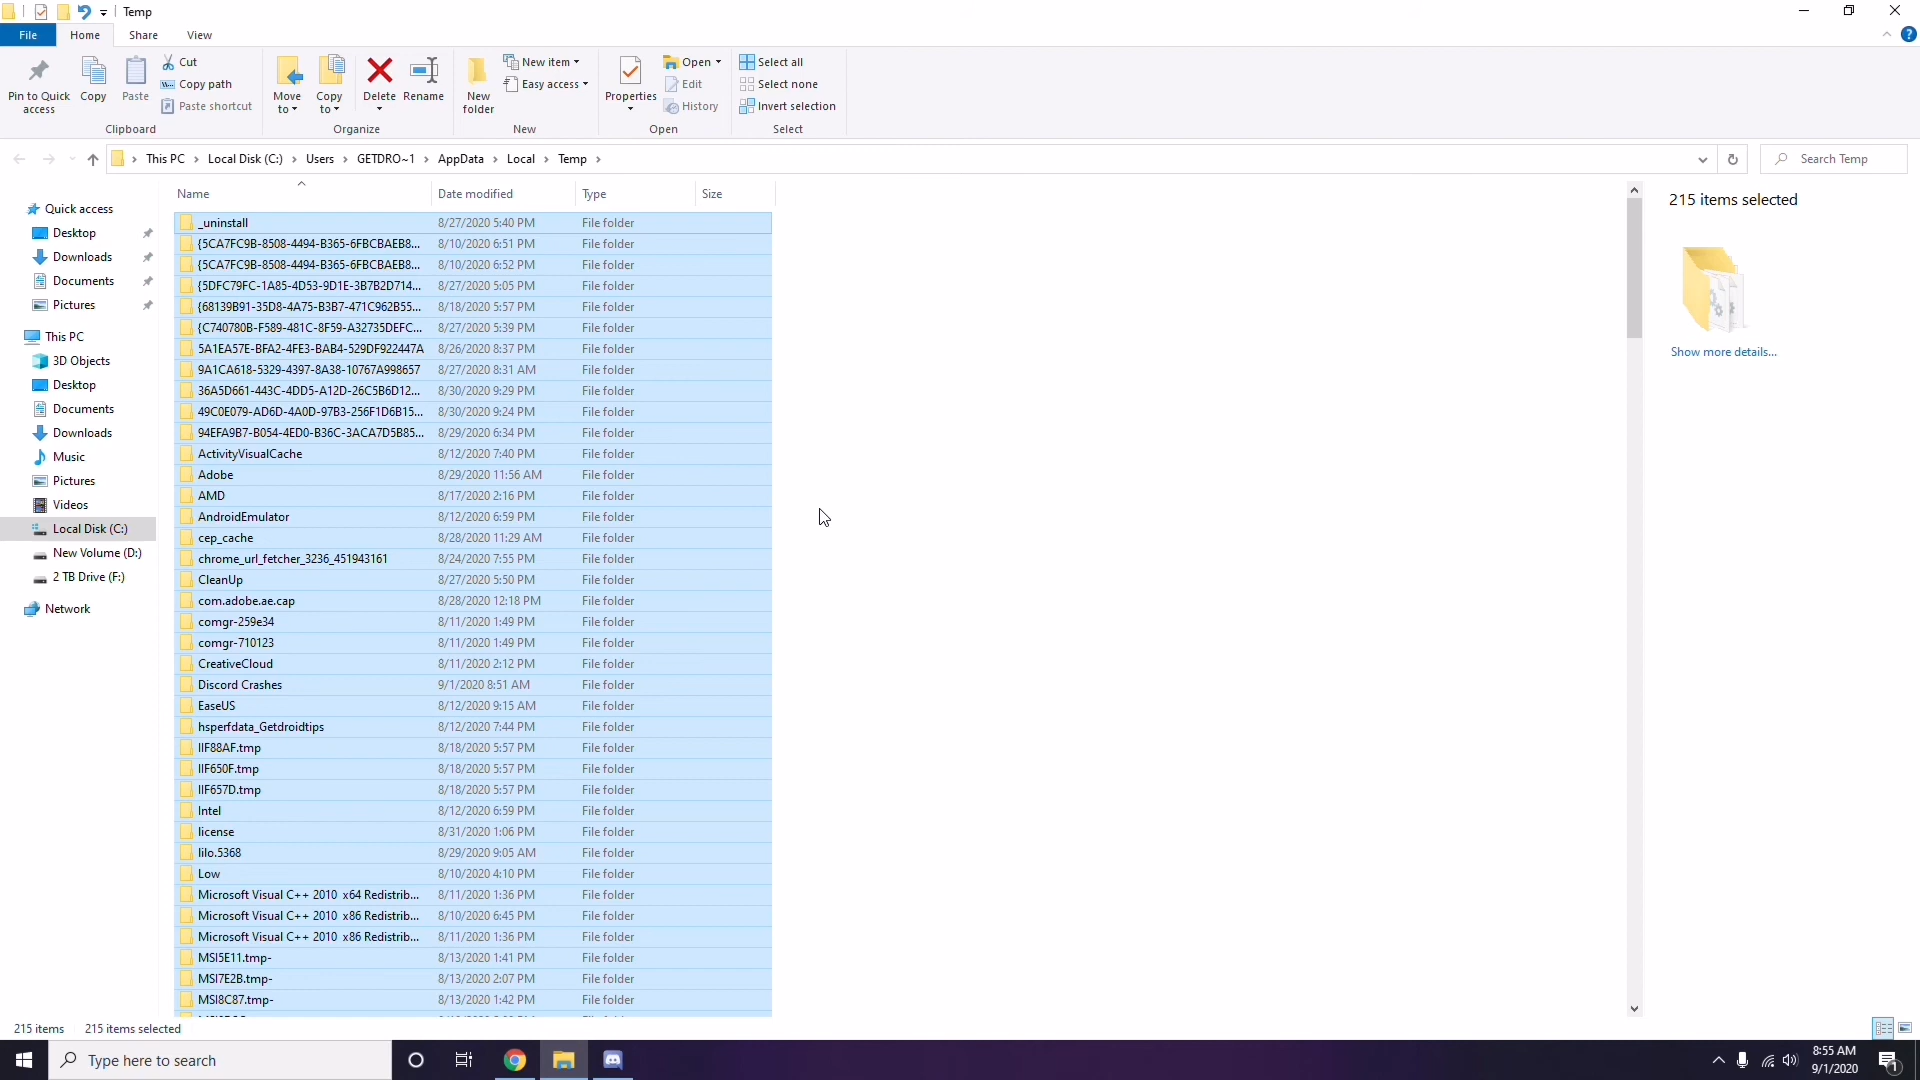 Temp
File Home Share View
Pin to Quick access
Copy
Paste
Cut
Copy path
Paste shortcut
Clipboard
Move to
Copy to
Delete
Rename
Organize
New folder
New item
Easy access
New
Properties
Open
Edit
History
Open
Select all
Select none
Invert selection
Select
This PC Local Disk (C:) Users GETDRO~1 AppData Local Temp
Search Temp
Quick access
Desktop
Downloads
Documents
Pictures
This PC
3D Objects
Desktop
Documents
Downloads
Music
Pictures
Videos
Local Disk (C:)
New Volume (D:)
2 TB Drive (F:)
Network
Name Date modified Type Size
_uninstall 8/27/2020 5:40 PM File folder
{5CA7FC9B-8508-4494-B365-6FBCBAEB8... 8/10/2020 6:51 PM File folder
{5CA7FC9B-8508-4494-B365-6FBCBAEB8... 8/10/2020 6:52 PM File folder
{5DFC79FC-1A85-4D53-9D1E-3B7B2D714... 8/27/2020 5:05 PM File folder
{68139B91-35D8-4A75-B3B7-471C962B55... 8/18/2020 5:57 PM File folder
{C740780B-F589-481C-8F59-A32735DEFC... 8/27/2020 5:39 PM File folder
5A1EA57E-BFA2-4FE3-BAB4-529DF922447A 8/26/2020 8:37 PM File folder
9A1CA618-5329-4397-8A38-10767A998657 8/27/2020 8:31 AM File folder
36A5D661-443C-4DD5-A12D-26C5B6D12... 8/30/2020 9:29 PM File folder
49C0E079-AD6D-4A0D-97B3-256F1D6B15... 8/30/2020 9:24 PM File folder
94EFA9B7-B054-4ED0-B36C-3ACA7D5B85... 8/29/2020 6:34 PM File folder
ActivityVisualCache 8/12/2020 7:40 PM File folder
Adobe 8/29/2020 11:56 AM File folder
AMD 8/17/2020 2:16 PM File folder
AndroidEmulator 8/12/2020 6:59 PM File folder
cep_cache 8/28/2020 11:29 AM File folder
chrome_url_fetcher_3236_451943161 8/24/2020 7:55 PM File folder
CleanUp 8/27/2020 5:50 PM File folder
com.adobe.ae.cap 8/28/2020 12:18 PM File folder
comgr-259e34 8/11/2020 1:49 PM File folder
comgr-710123 8/11/2020 1:49 PM File folder
CreativeCloud 8/11/2020 2:12 PM File folder
Discord Crashes 9/1/2020 8:51 AM File folder
EaseUS 8/12/2020 9:15 AM File folder
hsperfdata_Getdroidtips 8/12/2020 7:44 PM File folder
IIF88AF.tmp 8/18/2020 5:57 PM File folder
IIF650F.tmp 8/18/2020 5:57 PM File folder
IIF657D.tmp 8/18/2020 5:57 PM File folder
Intel 8/12/2020 6:59 PM File folder
license 8/31/2020 1:06 PM File folder
lilo.5368 8/29/2020 9:05 AM File folder
Low 8/10/2020 4:10 PM File folder
Microsoft Visual C++ 2010 x64 Redistrib... 8/11/2020 1:36 PM File folder
Microsoft Visual C++ 2010 x86 Redistrib... 8/10/2020 6:45 PM File folder
Microsoft Visual C++ 2010 x86 Redistrib... 8/11/2020 1:36 PM File folder
MSI5E11.tmp- 8/13/2020 1:41 PM File folder
MSI7E2B.tmp- 8/13/2020 2:07 PM File folder
MSI8C87.tmp- 8/13/2020 1:42 PM File folder
215 items selected
Show more details...
215 items 215 items selected
Type here to search
8:55 AM
9/1/2020
1